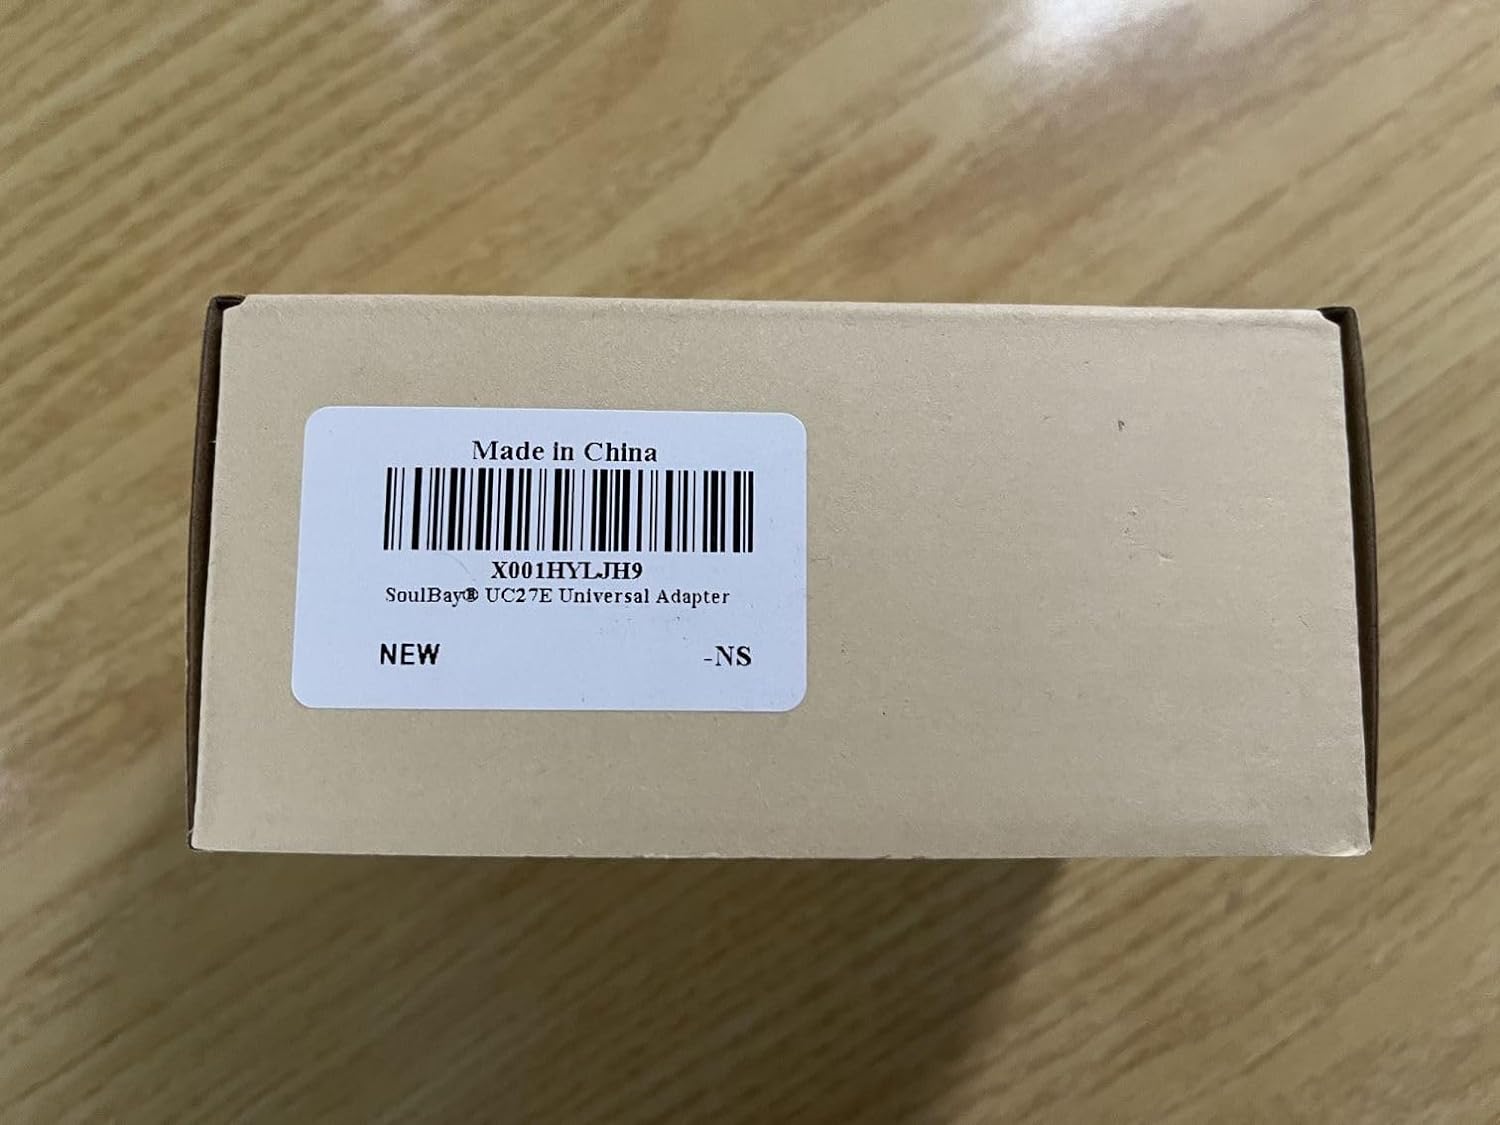 Made in China
X001HYLJH9
SoulBay® UC27E Universal Adapter
NEW -NS